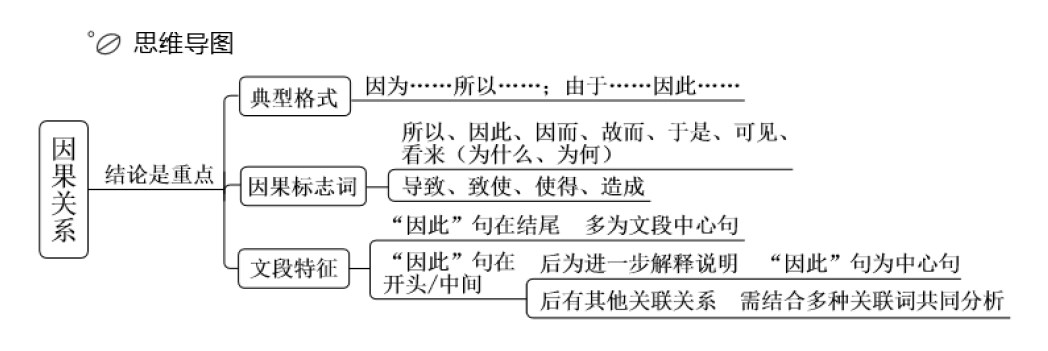 思维导图
因果关系
结论是重点
典型格式
因为……所以……；由于……因此……
因果标志词
所以、因此、因而、故而、于是、可见、
看来（为什么、为何）
导致、致使、使得、造成
文段特征
“因此”句在结尾 多为文段中心句
“因此”句在
开头/中间
后为进一步解释说明 “因此”句为中心句
后有其他关联关系 需结合多种关联词共同分析